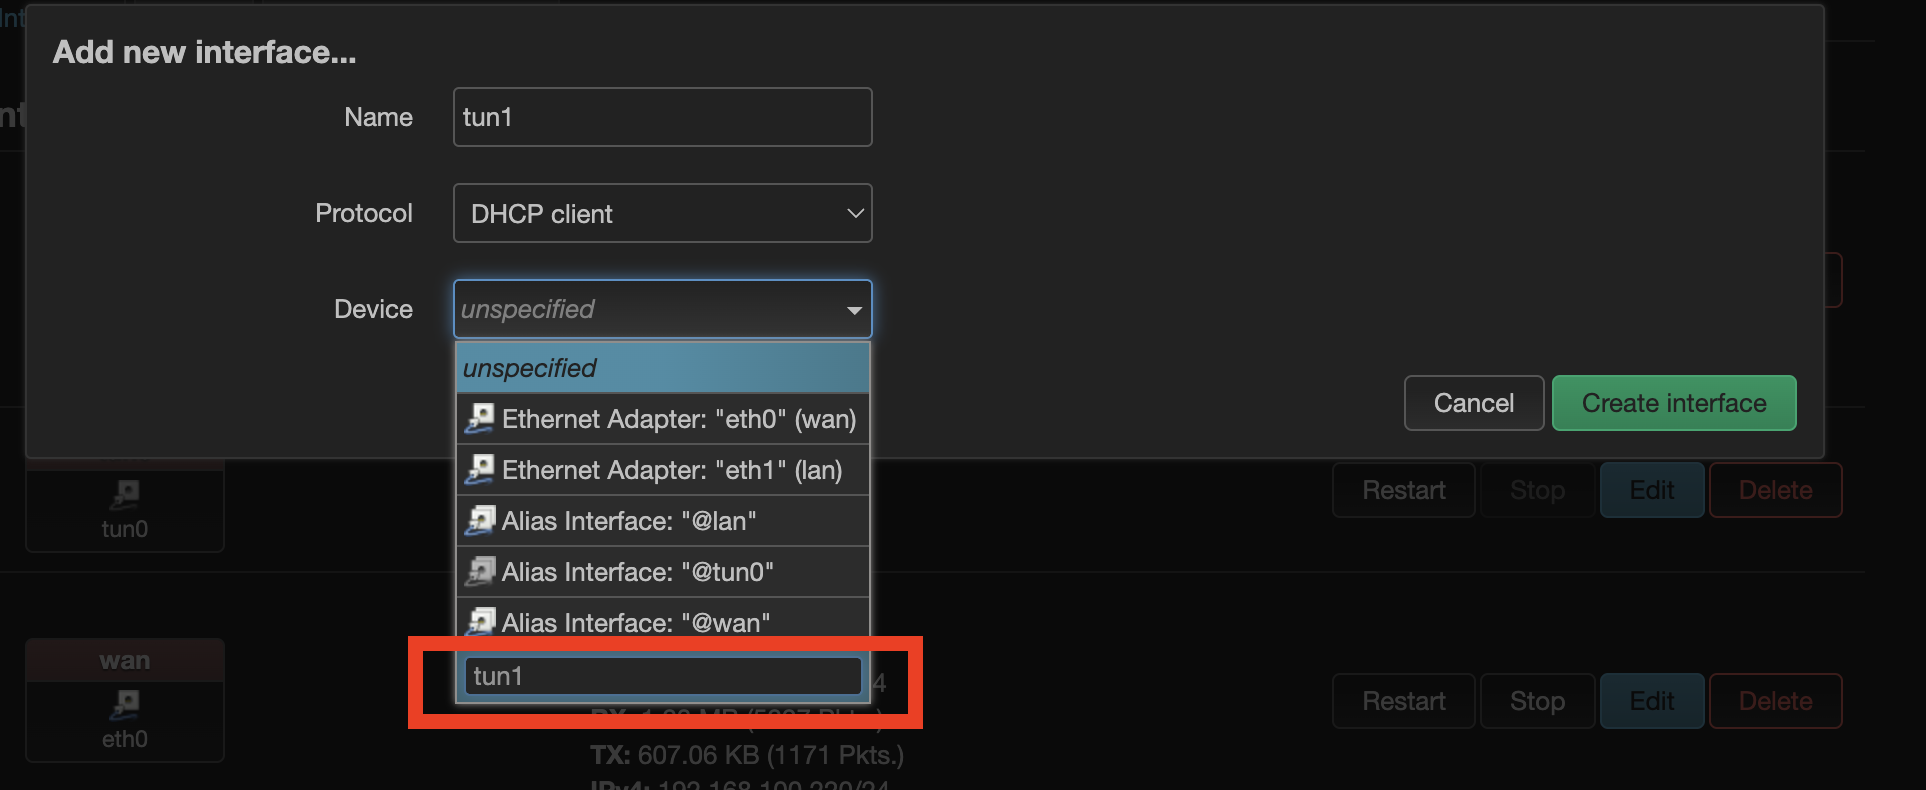 Int
Add new interface...
Name
tun1
Protocol
DHCP client
Device
unspecified
unspecified
Ethernet Adapter: "eth0" (wan)
Cancel
Create interface
Ethernet Adapter: "eth1" (lan)
Restart
Stop
Edit
Delete
tun0
Alias Interface: "@lan"
Alias Interface: "@tun0"
Alias Interface: "@wan"
wan
tun1
4
Restart
Stop
Edit
Delete
eth0
TX: 607.06 KB (1171 Pkts.)